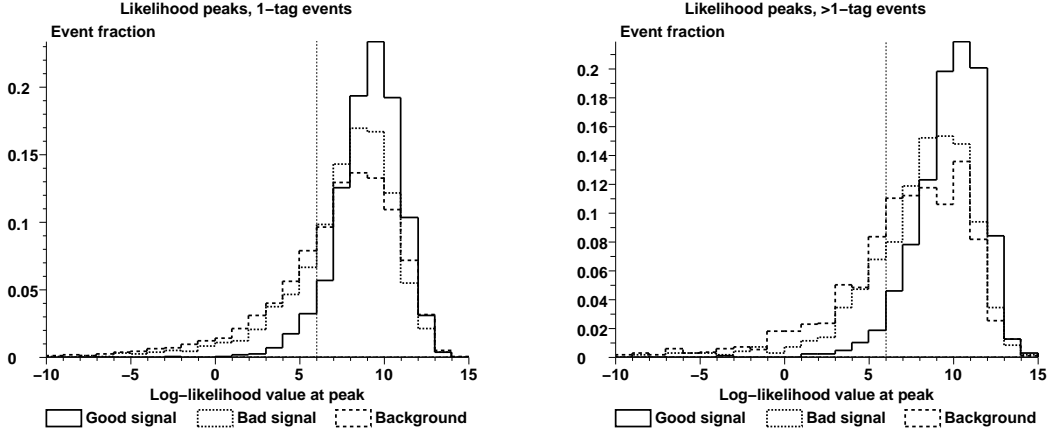 Likelihood peaks, 1−tag events
Event fraction
0.2
0.15
0.1
0.05
0
−10 −5 0 5 10 15
Log−likelihood value at peak
Good signal Bad signal Background
Likelihood peaks, >1−tag events
Event fraction
0.2
0.18
0.16
0.14
0.12
0.1
0.08
0.06
0.04
0.02
0
−10 −5 0 5 10 15
Log−likelihood value at peak
Good signal Bad signal Background